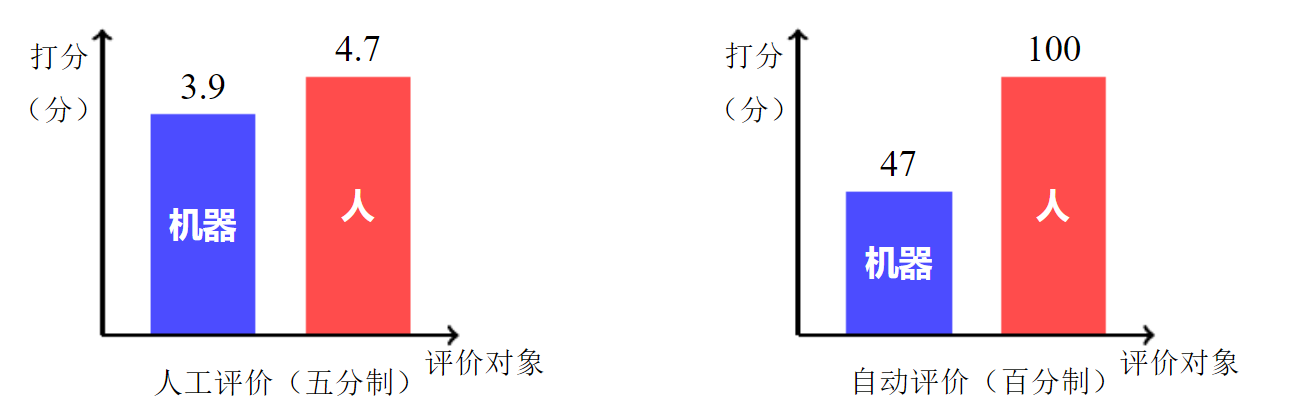 打分
（分）
3.9
4.7
机器
人
评价对象
人工评价（五分制）
打分
（分）
47
100
机器
人
评价对象
自动评价（百分制）